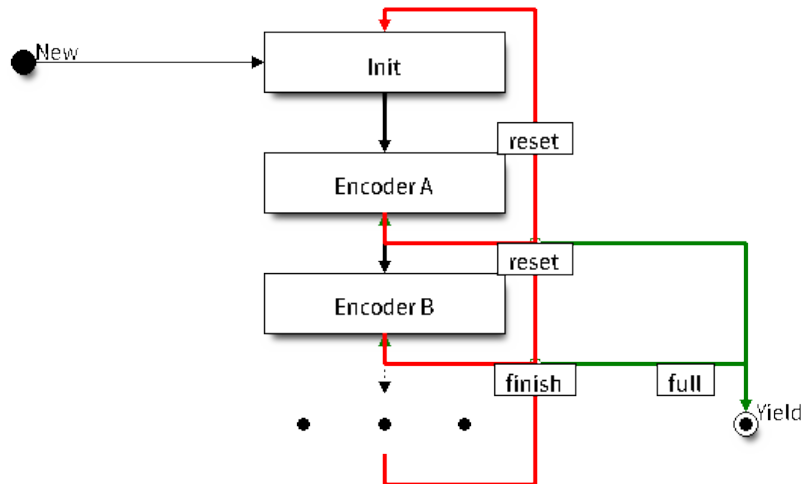 New
Init
reset
Encoder A
reset
Encoder B
finish
full
Yield